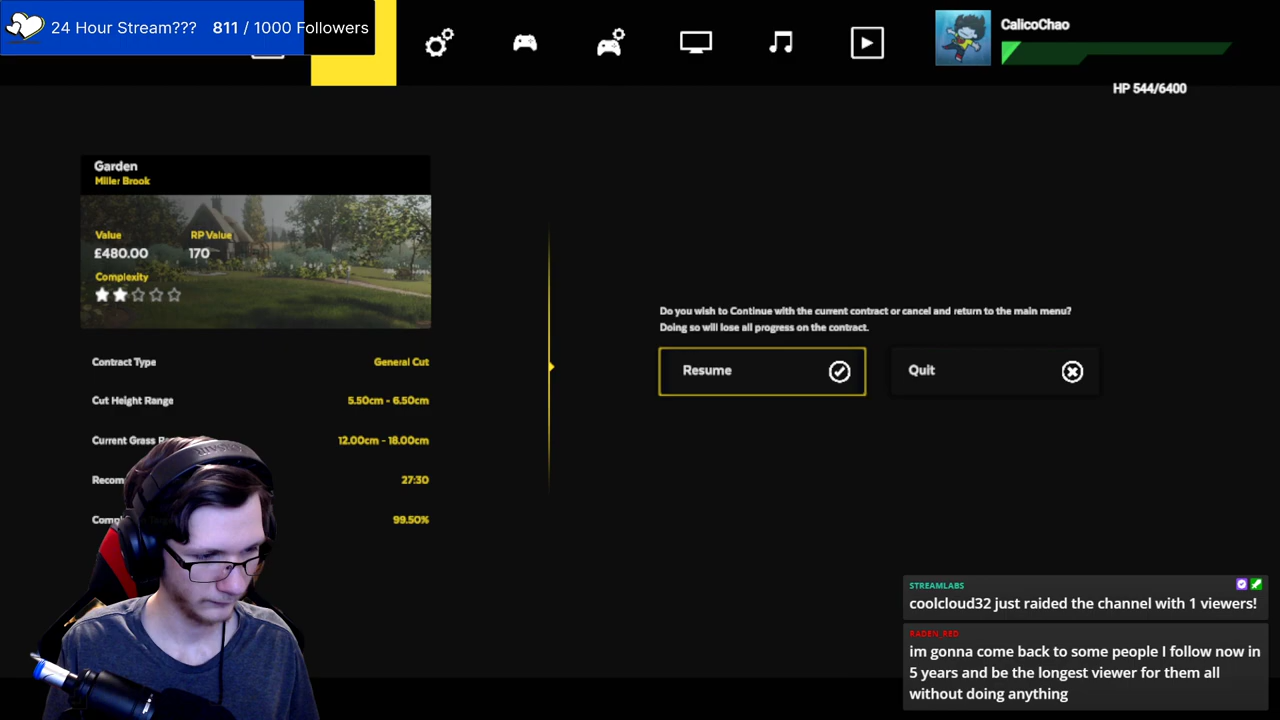 24 Hour Stream??? 811 / 1000 Followers
CalicoChao
HP 544/6400
Garden
Miller Brook
Value RP Value
£480.00 170
Complexity
Contract Type General Cut
Cut Height Range 5.50cm - 6.50cm
Current Grass 12.00cm - 18.00cm
27:30
99.50%
Do you wish to Continue with the current contract or cancel and return to the main menu?
Doing so will lose all progress on the contract.
Resume Quit
STREAMLABS
coolcloud32 just raided the channel with 1 viewers!
RADEN_RED
im gonna come back to some people I follow now in
5 years and be the longest viewer for them all
without doing anything